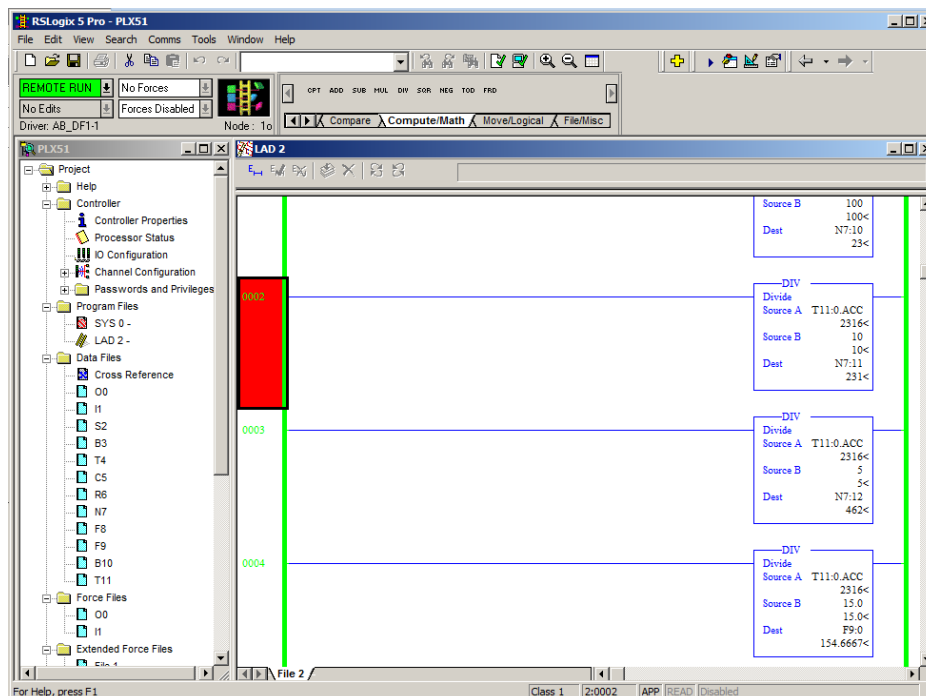 RSLogix 5 Pro - PLX51
File Edit View Search Comms Tools Window Help
REMOTE RUN
No Forces
No Edits
Forces Disabled
Driver: AB_DF1-1
Node : 1o
OPT ADD SUB MUL DIV SQR NEG TOD FRD
Compare
Compute/Math
Move/Logical
File/Misc
PLX51
Project
Help
Controller
Controller Properties
Processor Status
IO Configuration
Channel Configuration
Passwords and Privileges
Program Files
SYS 0 -
LAD 2 -
Data Files
Cross Reference
O0
I1
S2
B3
T4
C5
R6
N7
F8
F9
B10
T11
Force Files
O0
I1
Extended Force Files
LAD 2
Source B 100
100<
Dest N7:10
23<
0002
DIV
Divide
Source A T11:0.ACC
2316<
Source B 10
10<
Dest N7:11
231<
0003
DIV
Divide
Source A T11:0.ACC
2316<
Source B 5
5<
Dest N7:12
462<
0004
DIV
Divide
Source A T11:0.ACC
2316<
Source B 15.0
15.0<
Dest F9:0
154.6667<
File 2
For Help, press F1
Class 1
2:0002
APP
READ
Disabled